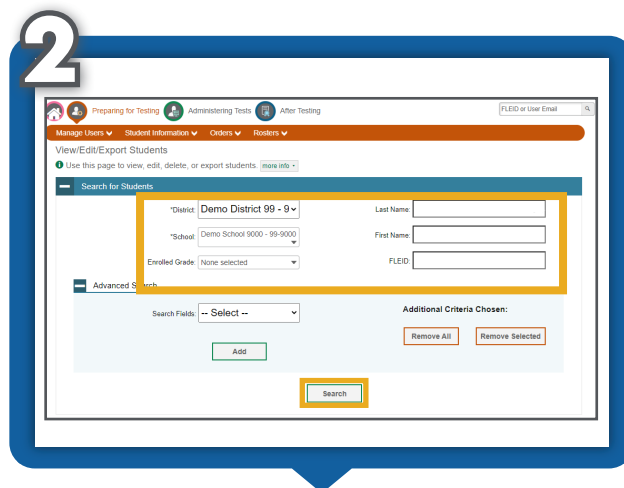 2
Preparing for Testing Administering Tests After Testing FLEID or User Email
Manage Users Student Information Orders Rosters
View/Edit/Export Students
Use this page to view, edit, delete, or export students. more info
Search for Students
*District: Demo District 99 - 9 Last Name:
*School: Demo School 9000 - 99-9000 First Name:
Enrolled Grade: None selected FLEID:
Advanced Search
Search Fields: -- Select -- Additional Criteria Chosen:
Remove All Remove Selected
Add
Search